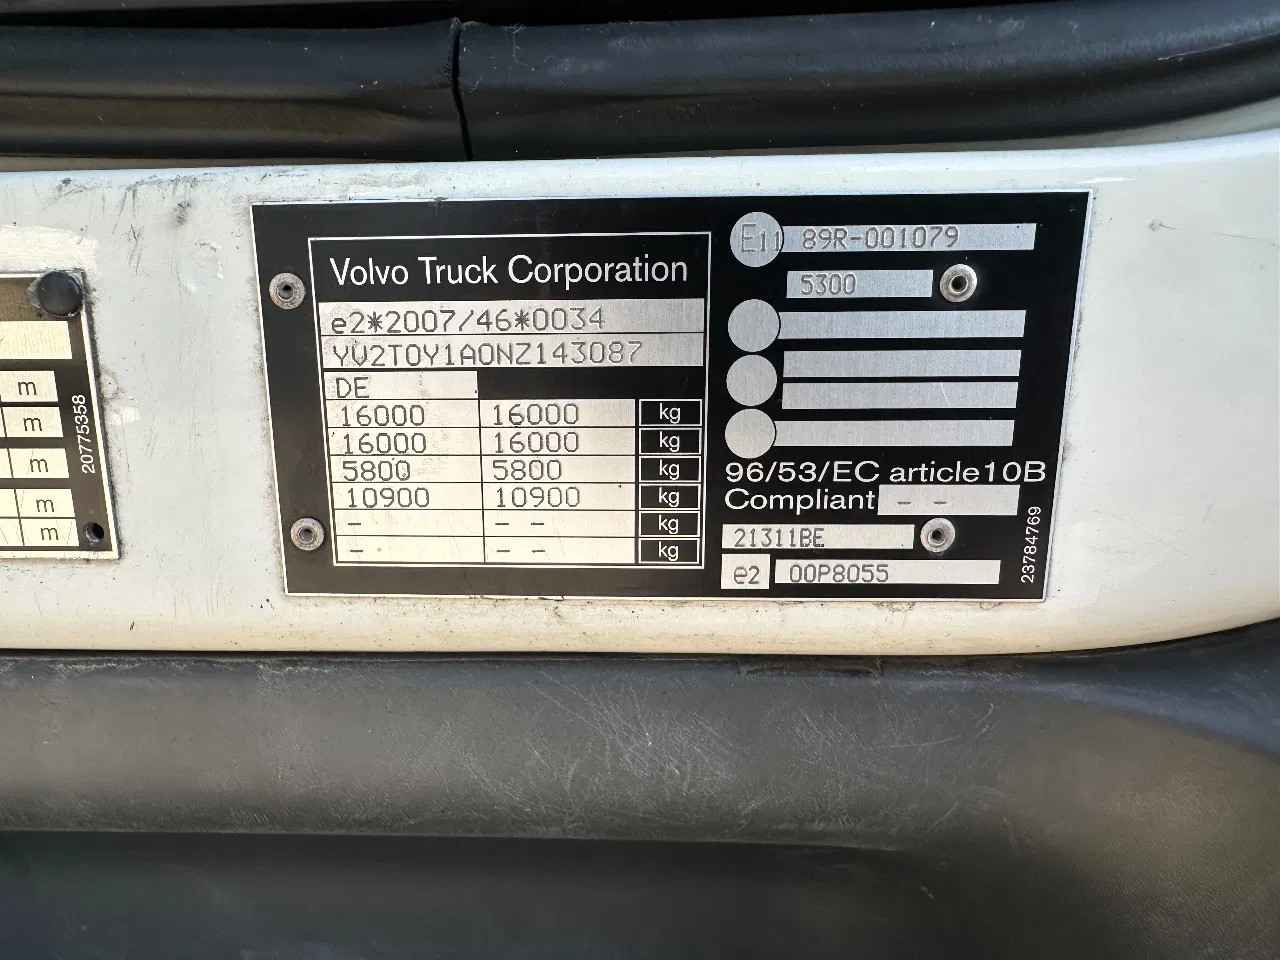 m
m
m
m
m
20775358
Volvo Truck Corporation
e2*2007/46*0034
YV2T0Y1A0NZ143087
DE
16000 16000 kg
16000 16000 kg
5800 5800 kg
10900 10900 kg
- - - kg
- - - kg
E11 89R-001079
5300
96/53/EC article10B
Compliant - -
21311BE
e2 00P8055
23784769